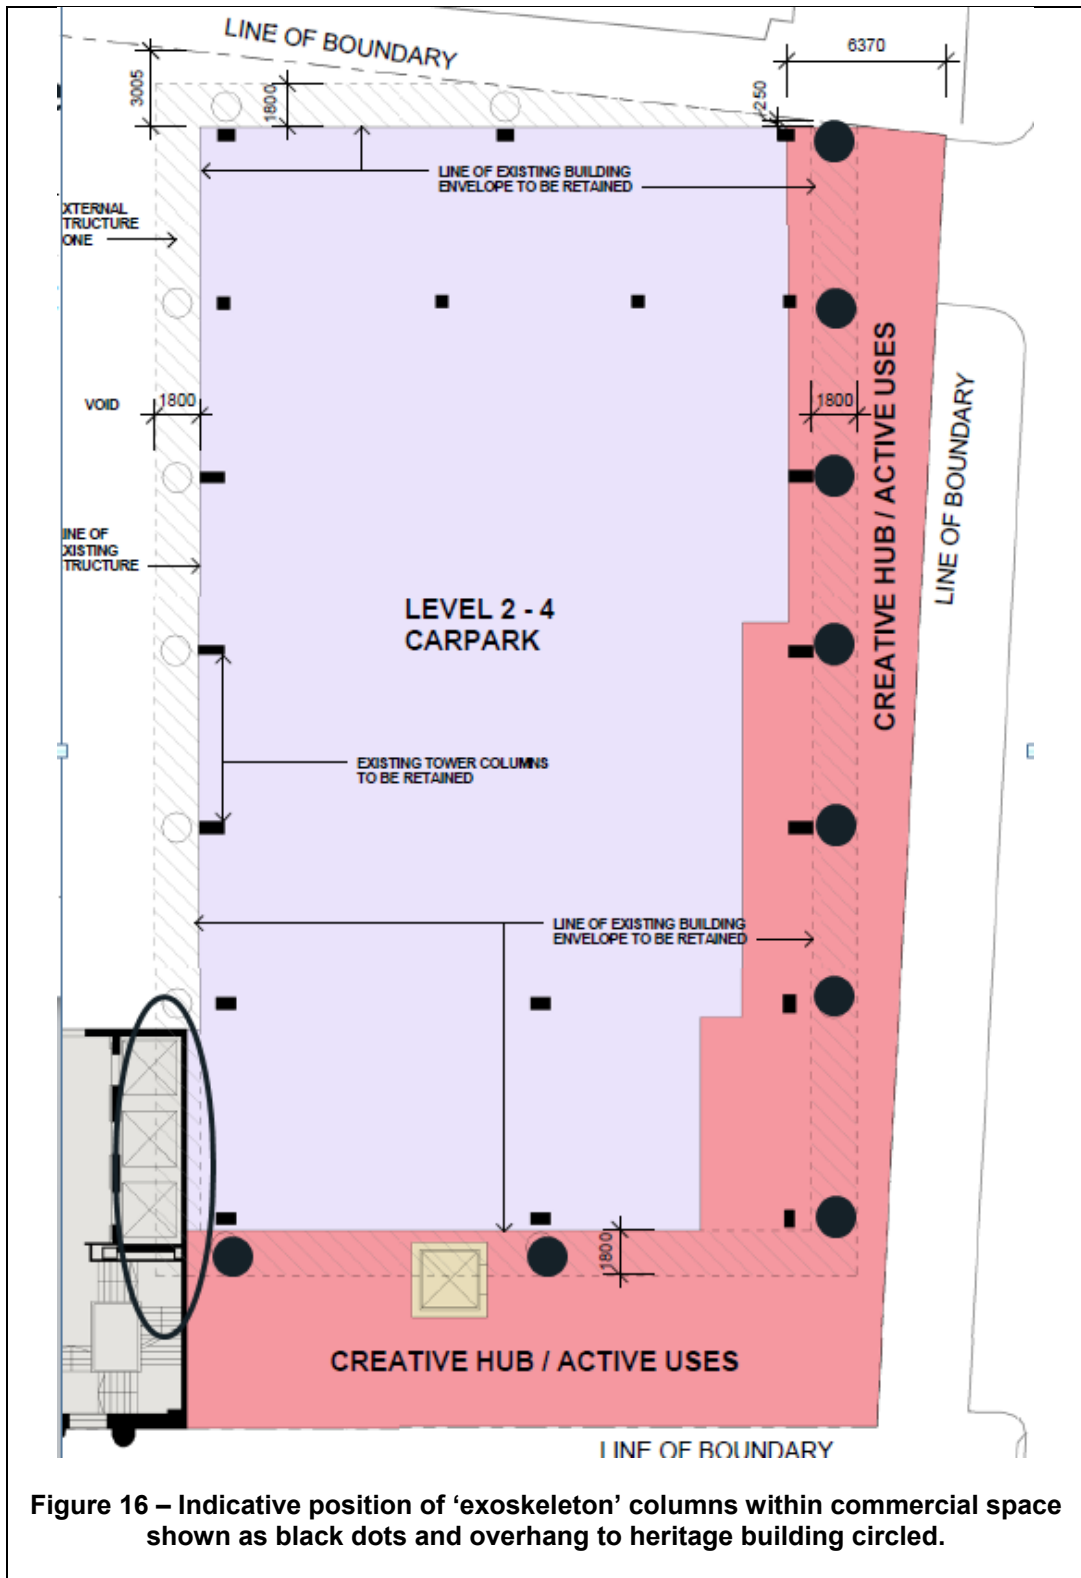 LINE OF BOUNDARY
6370
3005
1800
250
LINE OF EXISTING BUILDING
ENVELOPE TO BE RETAINED
XTERNAL
TRUCTURE
ONE
VOID
1800
1800
CREATIVE HUB / ACTIVE USES
LINE OF BOUNDARY
INE OF
XISTING
TRUCTURE
LEVEL 2 - 4
CARPARK
EXISTING TOWER COLUMNS
TO BE RETAINED
LINE OF EXISTING BUILDING
ENVELOPE TO BE RETAINED
1800
CREATIVE HUB / ACTIVE USES
LINE OF BOUNDARY
Figure 16 – Indicative position of ‘exoskeleton’ columns within commercial space
shown as black dots and overhang to heritage building circled.